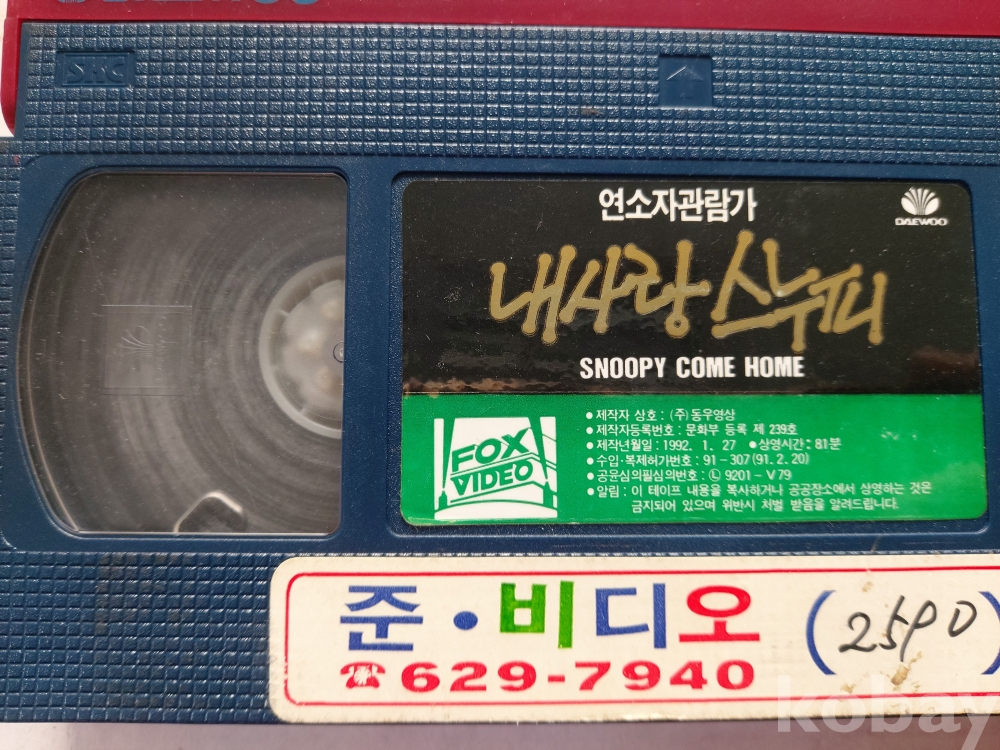 SKC
연소자관람가
DAEWOO
내사랑 스누피
SNOOPY COME HOME
FOX
VIDEO
● 제작자 상호 : (주)동우영상
● 제작자등록번호 : 문화부 등록 제 239호
● 제작년월일 : 1992. 1. 27 ● 상영시간 : 81분
● 수입·복제허가번호 : 91-307(91. 2. 20)
● 공윤심의필심의번호 : Ⓛ 9201-V79
● 알림 : 이 테이프 내용을 복사하거나 공공장소에서 상영하는 것은
금지되어 있으며 위반시 처벌 받음을 알려드립니다.
준·비디오
(2590)
☎629-7940
kobay